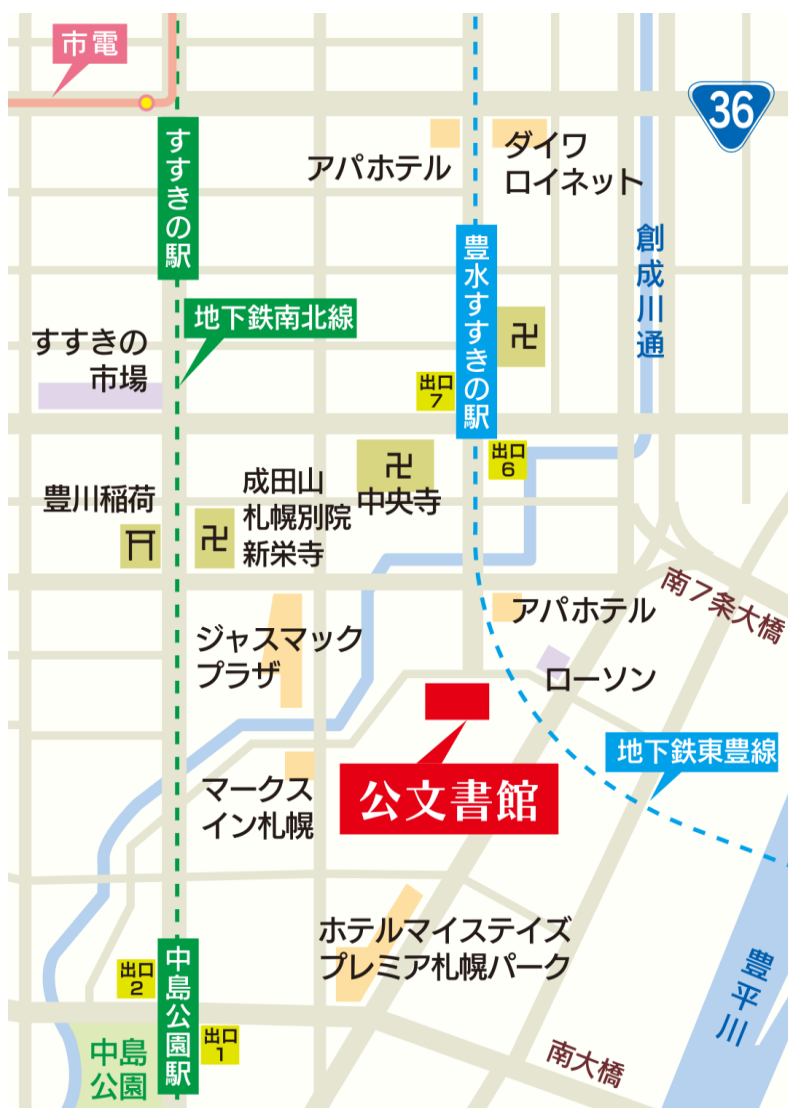 市電
36
すすきの駅
アパホテル
ダイワ
ロイネット
豊水すすきの駅
創成川通
地下鉄南北線
すすきの
市場
卍
出口
7
出口
6
豊川稲荷
卍
成田山
札幌別院
新栄寺
卍
中央寺
南7条大橋
アパホテル
ジャスマック
プラザ
ローソン
地下鉄東豊線
公文書館
マークス
イン札幌
ホテルマイステイズ
プレミア札幌パーク
中島公園駅
出口
2
出口
1
中島
公園
豊平川
南大橋